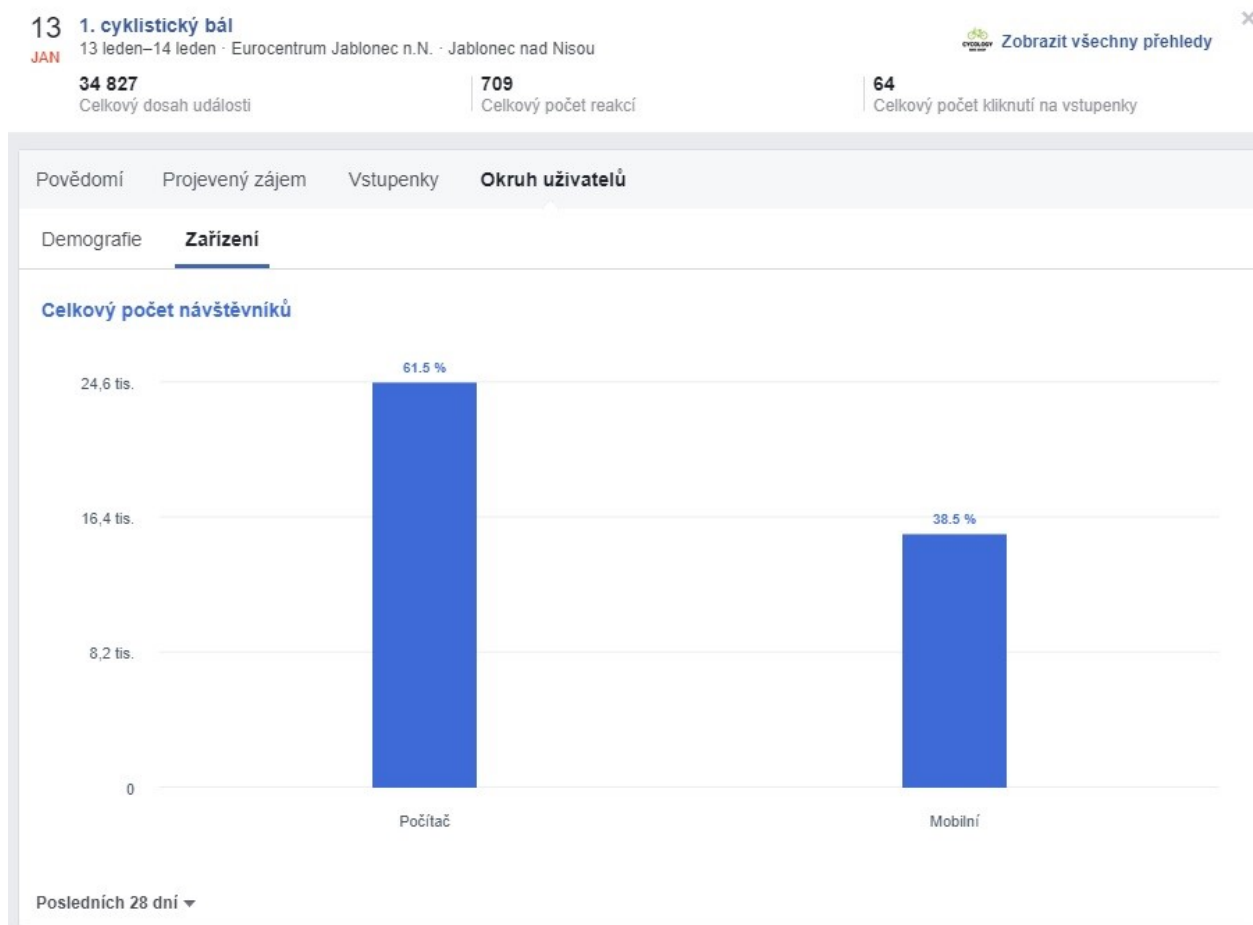 13
JAN
1. cyklistický bál
13 leden–14 leden · Eurocentrum Jablonec n.N. · Jablonec nad Nisou
CYCOLOGY
Zobrazit všechny přehledy
34 827
Celkový dosah události
709
Celkový počet reakcí
64
Celkový počet kliknutí na vstupenky
Povědomí Projevený zájem Vstupenky Okruh uživatelů
Demografie Zařízení
Celkový počet návštěvníků
61.5 %
24,6 tis.
16,4 tis.
38.5 %
8,2 tis.
0
Počítač Mobilní
Posledních 28 dní